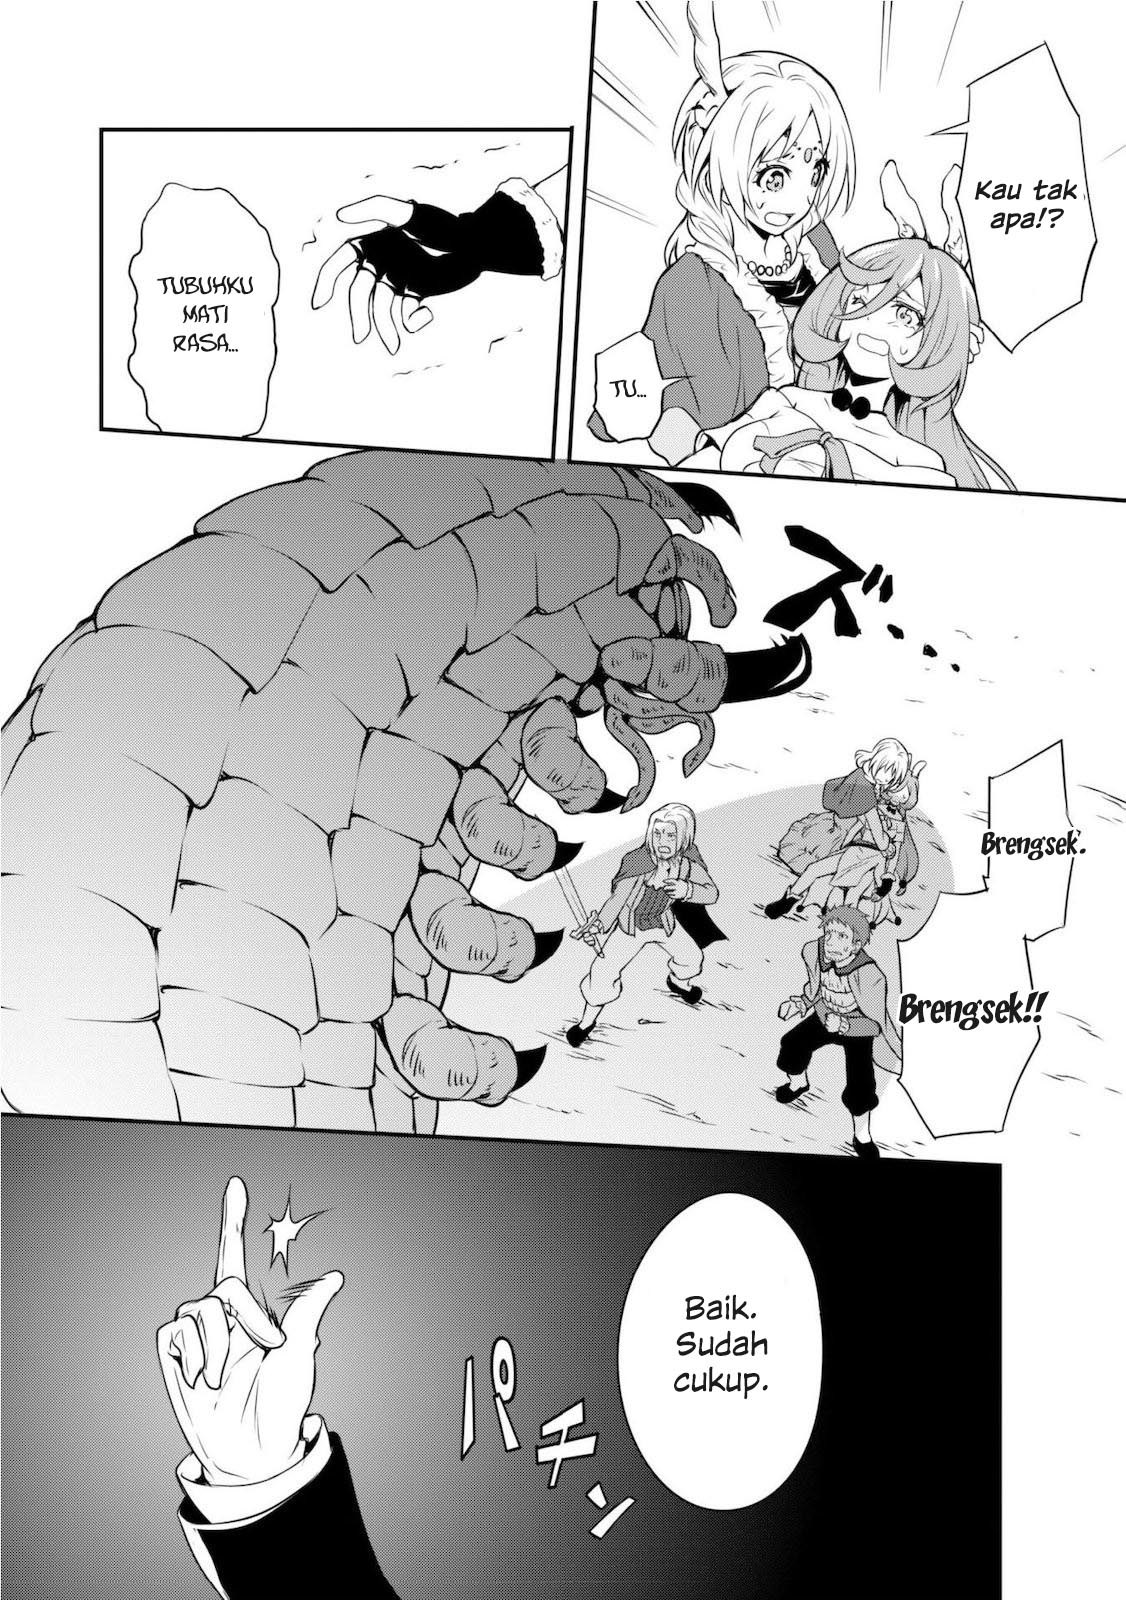 Kau tak
apa!?
TU...
TUBUHKU
MATI
RASA...
ズ…
Brengsek.
Brengsek!!
Baik.
Sudah
cukup.
パチン